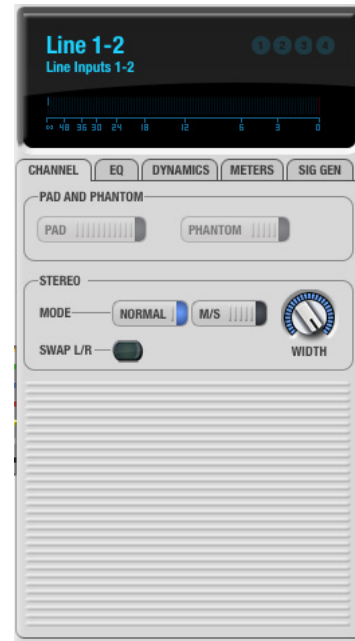 Line 1-2
1 2 3 4
Line Inputs 1-2
∞ 48 36 30 24 18 12 6 3 0
CHANNEL EQ DYNAMICS METERS SIG GEN
PAD AND PHANTOM
PAD PHANTOM
STEREO
MODE NORMAL M/S
SWAP L/R WIDTH